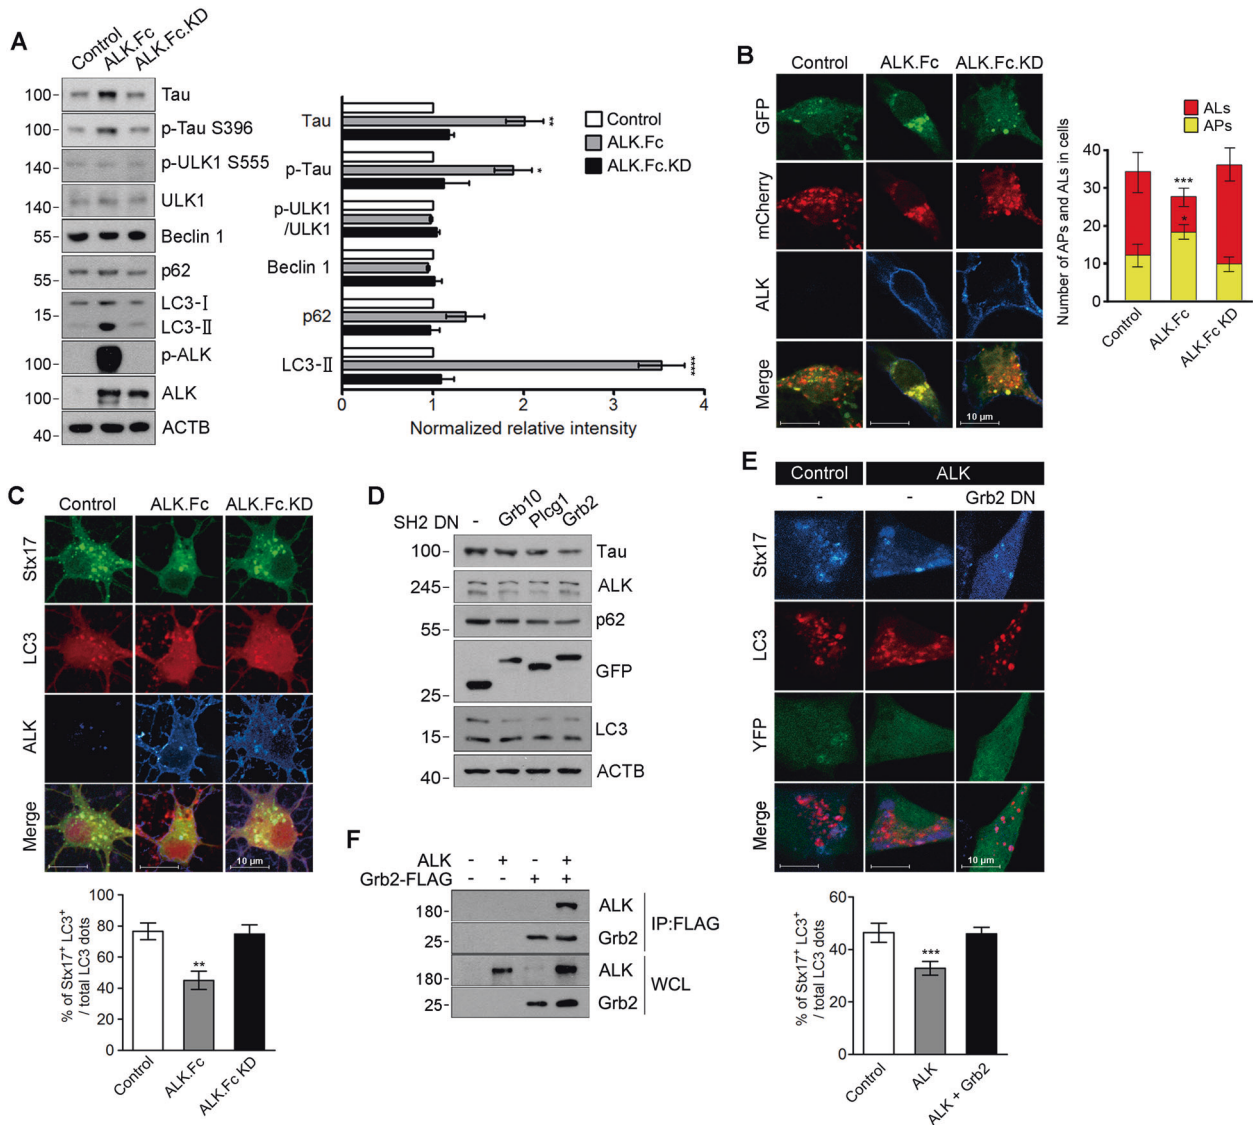 A
Control
ALK.Fc
ALK.Fc.KD
100
Tau
100
p-Tau S396
140
p-ULK1 S555
140
ULK1
55
Beclin 1
55
p62
15
LC3-Ⅰ
LC3-Ⅱ
100
p-ALK
100
ALK
40
ACTB
Control
ALK.Fc
ALK.Fc.KD
Tau
**
p-Tau
*
p-ULK1
/ULK1
Beclin 1
p62
LC3-Ⅱ
****
0 1 2 3 4
Normalized relative intensity
B
Control ALK.Fc ALK.Fc.KD
GFP
mCherry
ALK
Merge
10 µm
ALs
APs
Number of APs and ALs in cells
40
30
20
10
0
***
*
Control
ALK.Fc
ALK.Fc KD
C
Control ALK.Fc ALK.Fc.KD
Stx17
LC3
ALK
Merge
10 µm
% of Stx17+ LC3+
/ total LC3 dots
100
80
60
40
20
0
**
Control
ALK.Fc
ALK.Fc KD
D
SH2 DN - Grb10 Plcg1 Grb2
100 Tau
245 ALK
55 p62
25 GFP
15 LC3
40 ACTB
E
Control ALK
- - Grb2 DN
Stx17
LC3
YFP
Merge
10 µm
% of Stx17+ LC3+
/ total LC3 dots
60
40
20
0
***
Control
ALK
ALK + Grb2
F
ALK - + - +
Grb2-FLAG - - + +
180 ALK
25 Grb2
IP:FLAG
180 ALK
25 Grb2
WCL